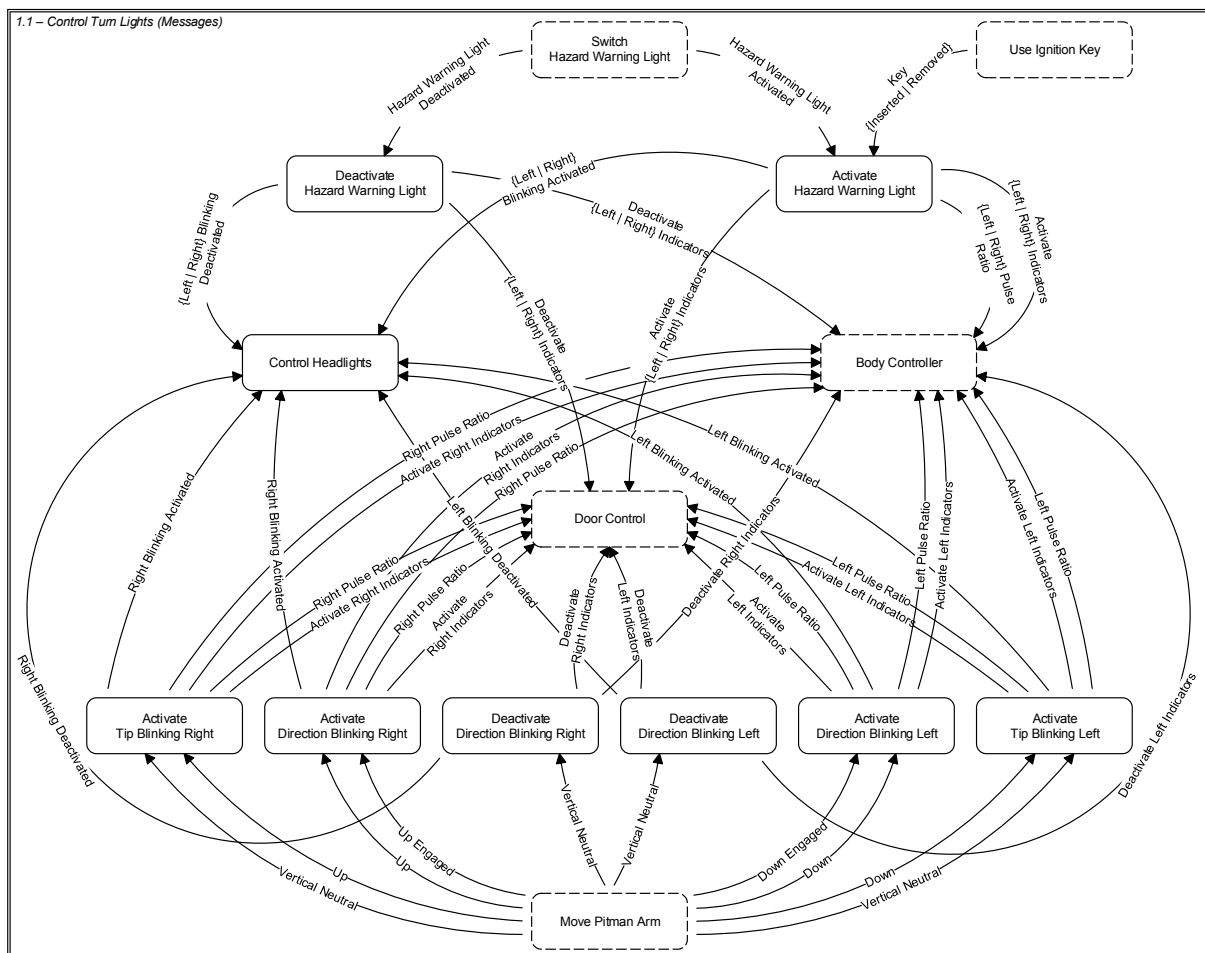 1.1 – Control Turn Lights (Messages)
Switch
Hazard Warning Light
Use Ignition Key
Hazard Warning Light
Deactivated
Hazard Warning Light
Activated
Key
{Inserted | Removed}
Deactivate
Hazard Warning Light
Activate
Hazard Warning Light
{Left | Right}
Blinking Activated
{Left | Right} Blinking
Deactivated
Deactivate
{Left | Right} Indicators
Deactivate
{Left | Right} Indicators
Activate
{Left | Right} Indicators
{Left | Right} Pulse
Ratio
Activate
{Left | Right} Indicators
Control Headlights
Body Controller
Right Pulse Ratio
Activate Right Indicators
Activate
Right Indicators
Right Pulse Ratio
Left Blinking Activated
Left Blinking Activated
Right Blinking Activated
Right Blinking Activated
Left Blinking Deactivated
Door Control
Deactivate Right Indicators
Left Pulse Ratio
Activate Left Indicators
Activate Left Indicators
Left Pulse Ratio
Right Pulse Ratio
Activate Right Indicators
Right Pulse Ratio
Activate
Right Indicators
Deactivate
Right Indicators
Deactivate
Left Indicators
Activate
Left Indicators
Left Pulse Ratio
Activate Left Indicators
Left Pulse Ratio
Right Blinking Deactivated
Deactivate Left Indicators
Activate
Tip Blinking Right
Activate
Direction Blinking Right
Deactivate
Direction Blinking Right
Deactivate
Direction Blinking Left
Activate
Direction Blinking Left
Activate
Tip Blinking Left
Vertical Neutral
Up
Up
Up Engaged
Vertical Neutral
Vertical Neutral
Down Engaged
Down
Down
Vertical Neutral
Move Pitman Arm